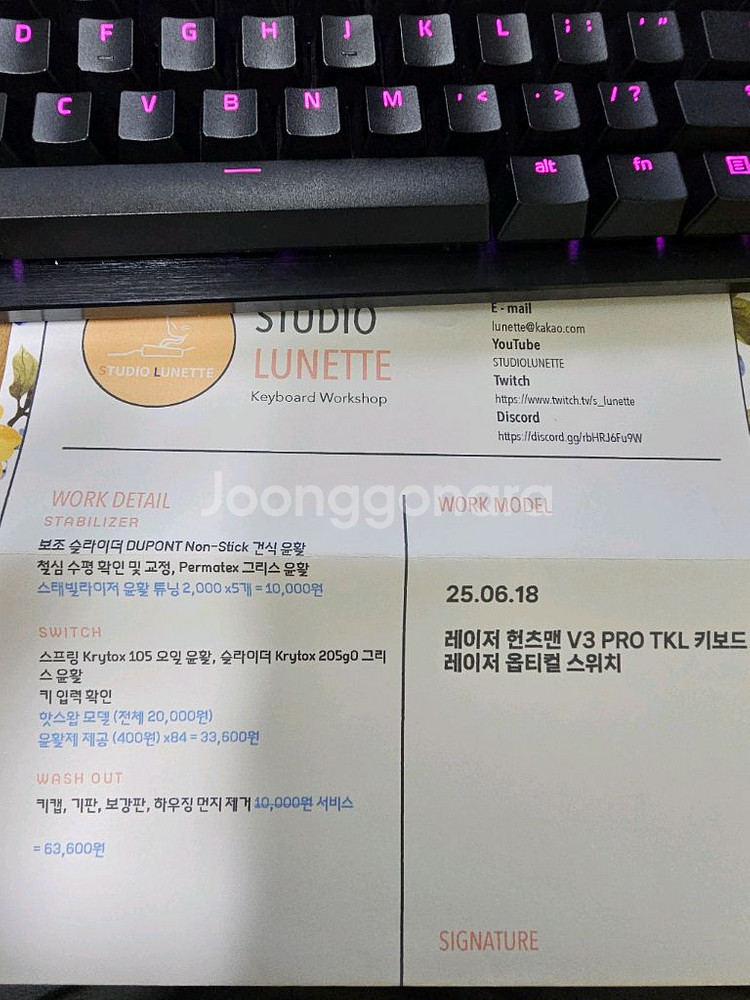 D F G H J K L ; : ' "
C V B N M , < . > / ?
alt fn
STUDIO
LUNETTE
Keyboard Workshop
STUDIO LUNETTE
E - mail
lunette@kakao.com
YouTube
STUDIOLUNETTE
Twitch
https://www.twitch.tv/s_lunette
Discord
https://discord.gg/rbHRJ6Fu9W
Joonggonara
WORK DETAIL
STABILIZER
보조 슬라이더 DUPONT Non-Stick 건식 윤활
철심 수평 확인 및 교정, Permatex 그리스 윤활
스태빌라이저 윤활 튜닝 2,000 x5개 = 10,000원
SWITCH
스프링 Krytox 105 오일 윤활, 슬라이더 Krytox 205g0 그리
스 윤활
키 입력 확인
핫스왑 모델 (전체 20,000원)
윤활제 제공 (400원) x84 = 33,600원
WASH OUT
키캡, 기판, 보강판, 하우징 먼지 제거 10,000원 서비스
= 63,600원
WORK MODEL
25.06.18
레이저 헌츠맨 V3 PRO TKL 키보드
레이저 옵티컬 스위치
SIGNATURE